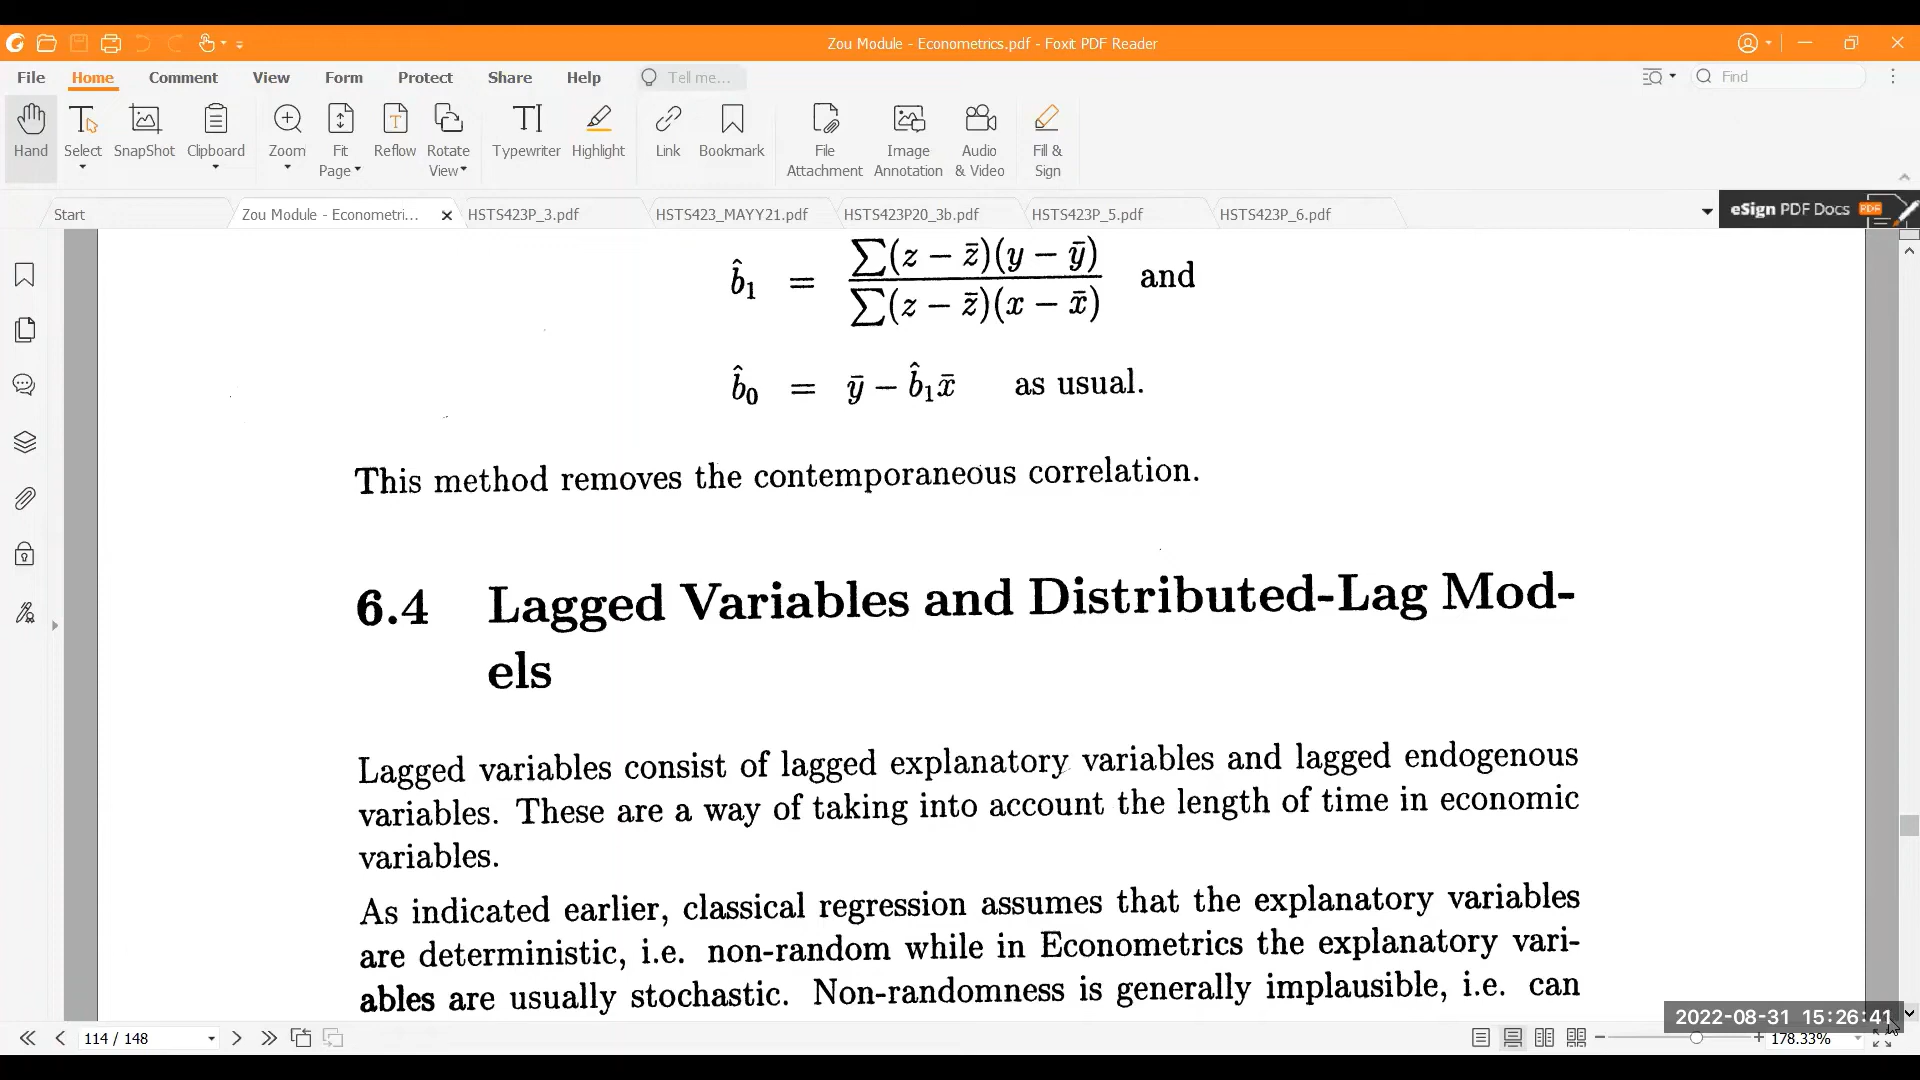 Zou Module - Econometrics.pdf - Foxit PDF Reader
File Home Comment View Form Protect Share Help Tell me... Find
Hand Select SnapShot Clipboard Zoom Fit Page Reflow Rotate View Typewriter Highlight Link Bookmark File Attachment Image Annotation Audio & Video Fill & Sign
Start Zou Module - Econometri... HSTS423P_3.pdf HSTS423_MAYY21.pdf HSTS423P20_3b.pdf HSTS423P_5.pdf HSTS423P_6.pdf eSign PDF Docs PDF
b̂₁ = ∑(z − z̄)(y − ȳ) / ∑(z − z̄)(x − x̄) and
b̂₀ = ȳ − b̂₁x̄ as usual.
This method removes the contemporaneous correlation.
6.4 Lagged Variables and Distributed-Lag Mod-
els
Lagged variables consist of lagged explanatory variables and lagged endogenous
variables. These are a way of taking into account the length of time in economic
variables.
As indicated earlier, classical regression assumes that the explanatory variables
are deterministic, i.e. non-random while in Econometrics the explanatory vari-
ables are usually stochastic. Non-randomness is generally implausible, i.e. can
2022-08-31 15:26:41
114 / 148 178.33%